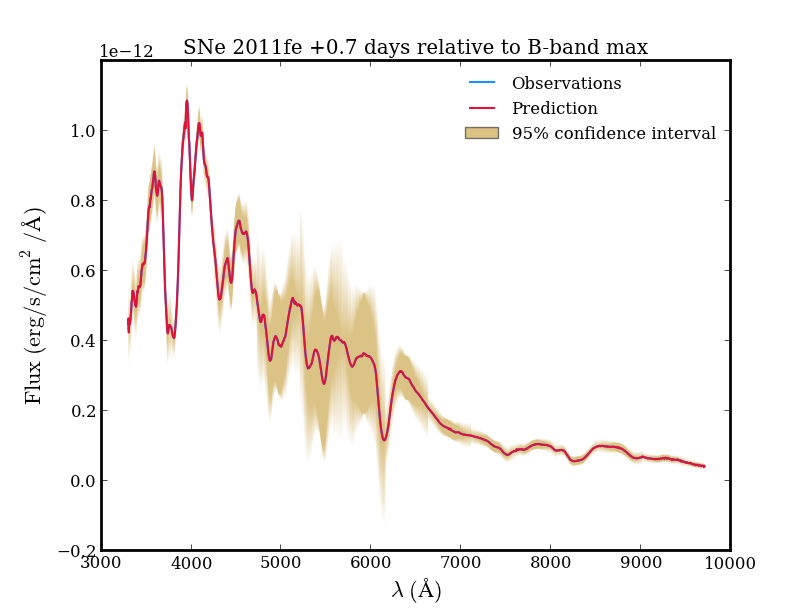 1e−12
SNe 2011fe +0.7 days relative to B-band max
Observations
Prediction
95% confidence interval
1.0
0.8
0.6
0.4
0.2
0.0
−0.2
Flux (erg/s/cm² /Å)
3000 4000 5000 6000 7000 8000 9000 10000
λ (Å)